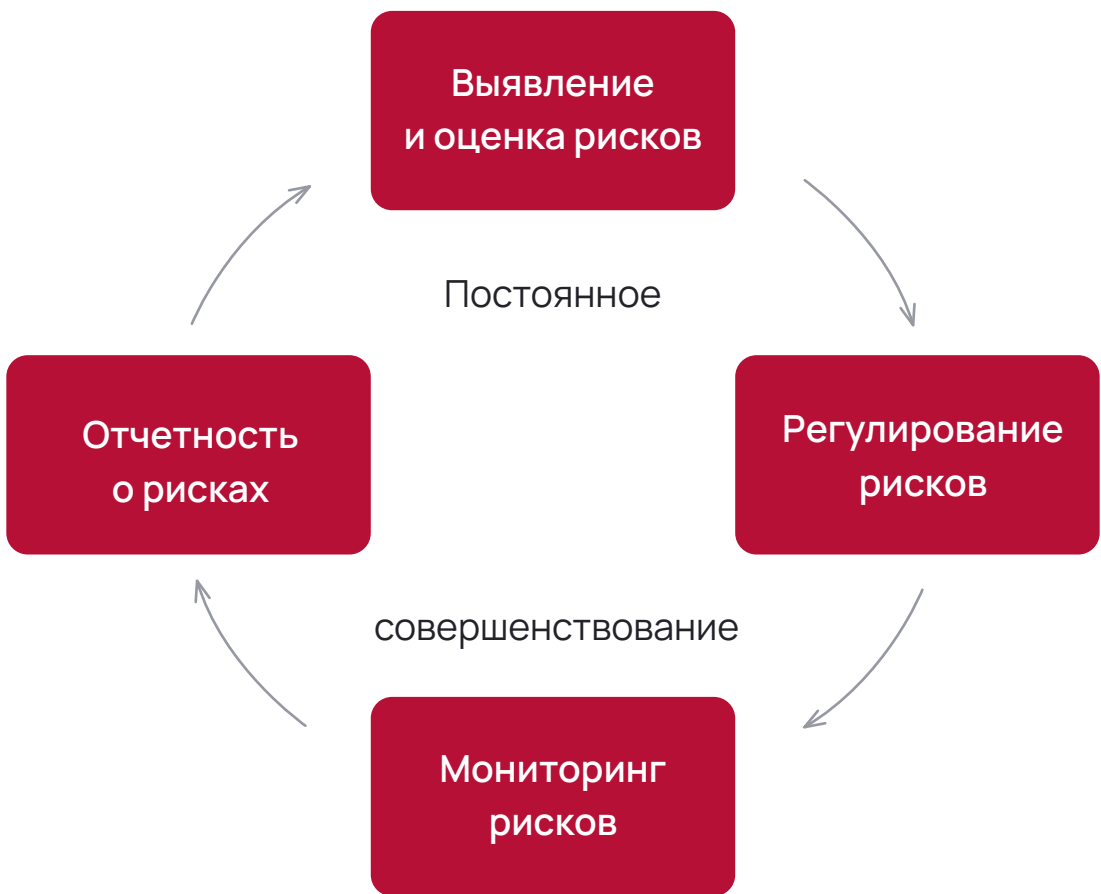 Выявление
и оценка рисков
Постоянное
Отчетность
о рисках
Регулирование
рисков
совершенствование
Мониторинг
рисков